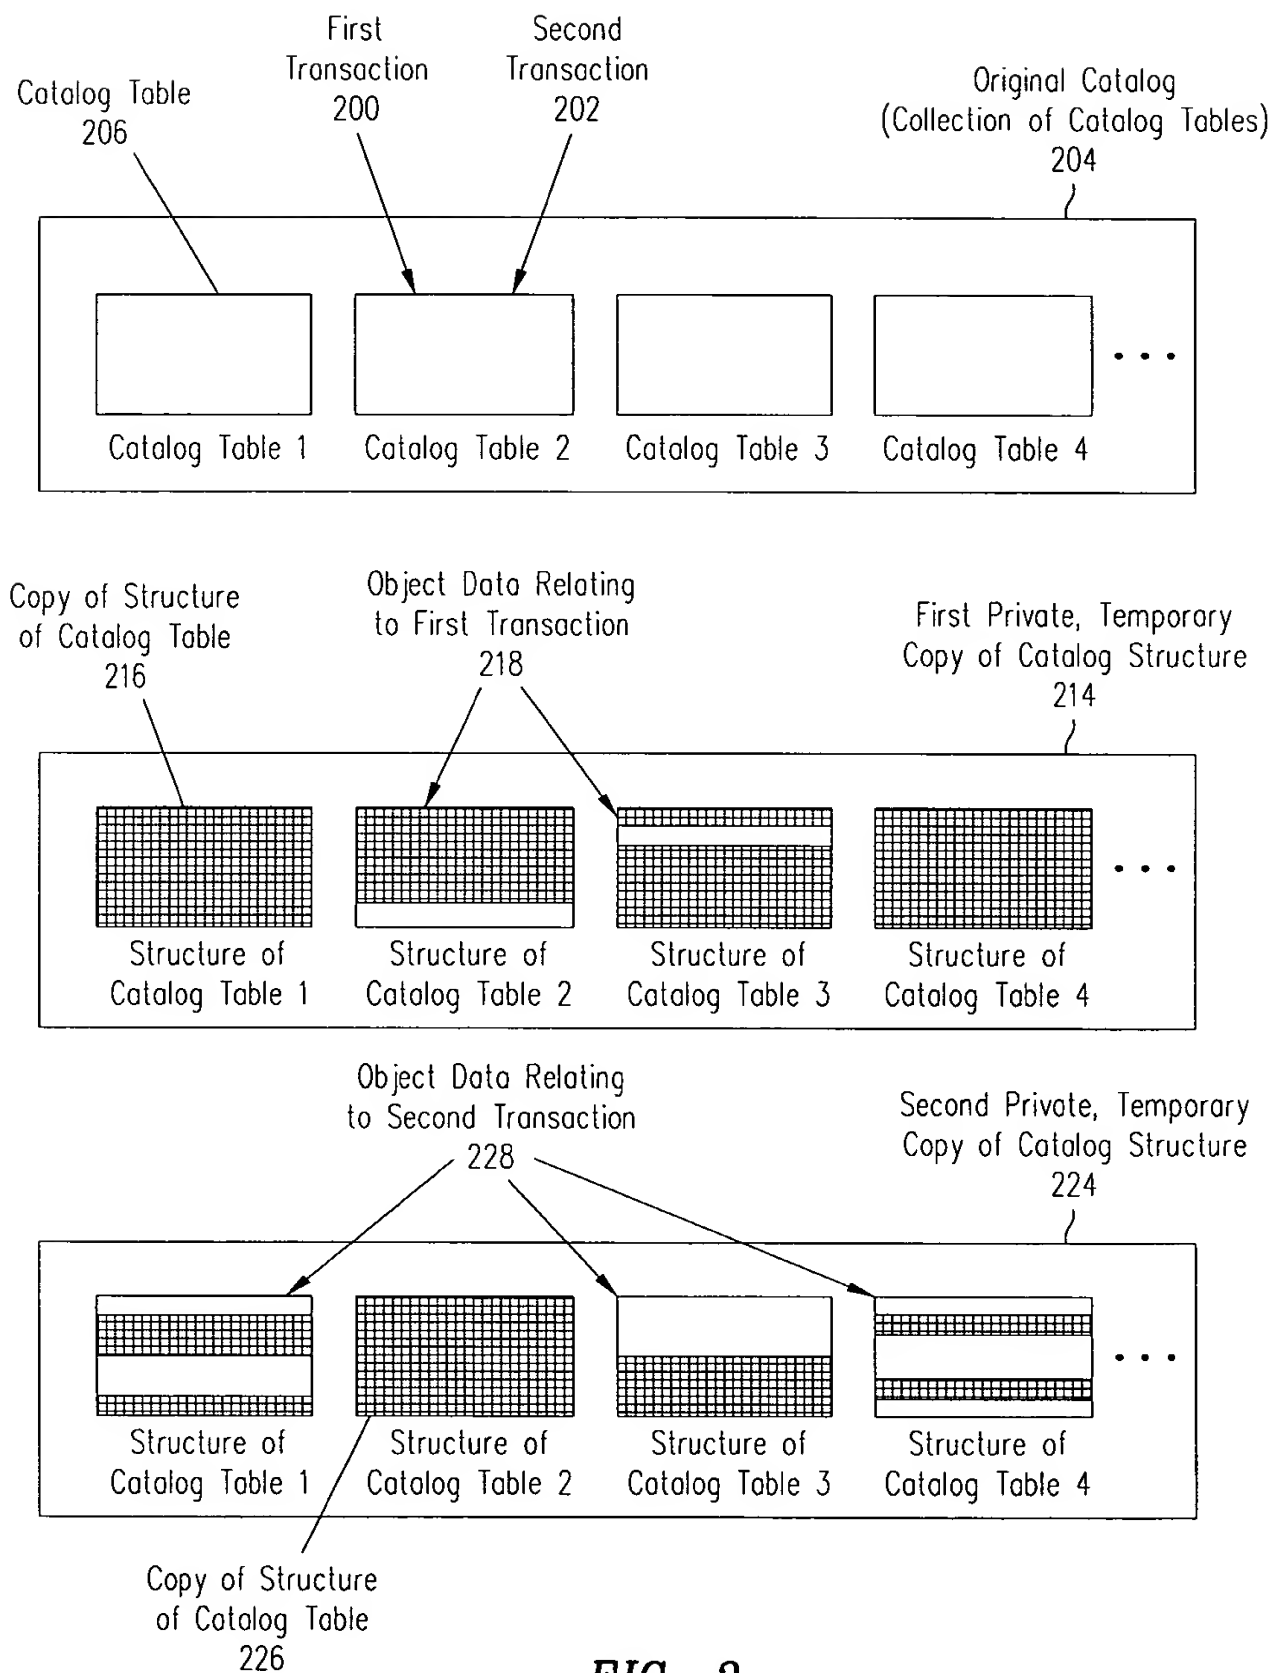 First
Transaction
200
Second
Transaction
202
Catalog Table
206
Original Catalog
(Collection of Catalog Tables)
204
Catalog Table 1
Catalog Table 2
Catalog Table 3
Catalog Table 4
Copy of Structure
of Catalog Table
216
Object Data Relating
to First Transaction
218
First Private, Temporary
Copy of Catalog Structure
214
Structure of
Catalog Table 1
Structure of
Catalog Table 2
Structure of
Catalog Table 3
Structure of
Catalog Table 4
Object Data Relating
to Second Transaction
228
Second Private, Temporary
Copy of Catalog Structure
224
Structure of
Catalog Table 1
Structure of
Catalog Table 2
Structure of
Catalog Table 3
Structure of
Catalog Table 4
Copy of Structure
of Catalog Table
226
FIG. 2